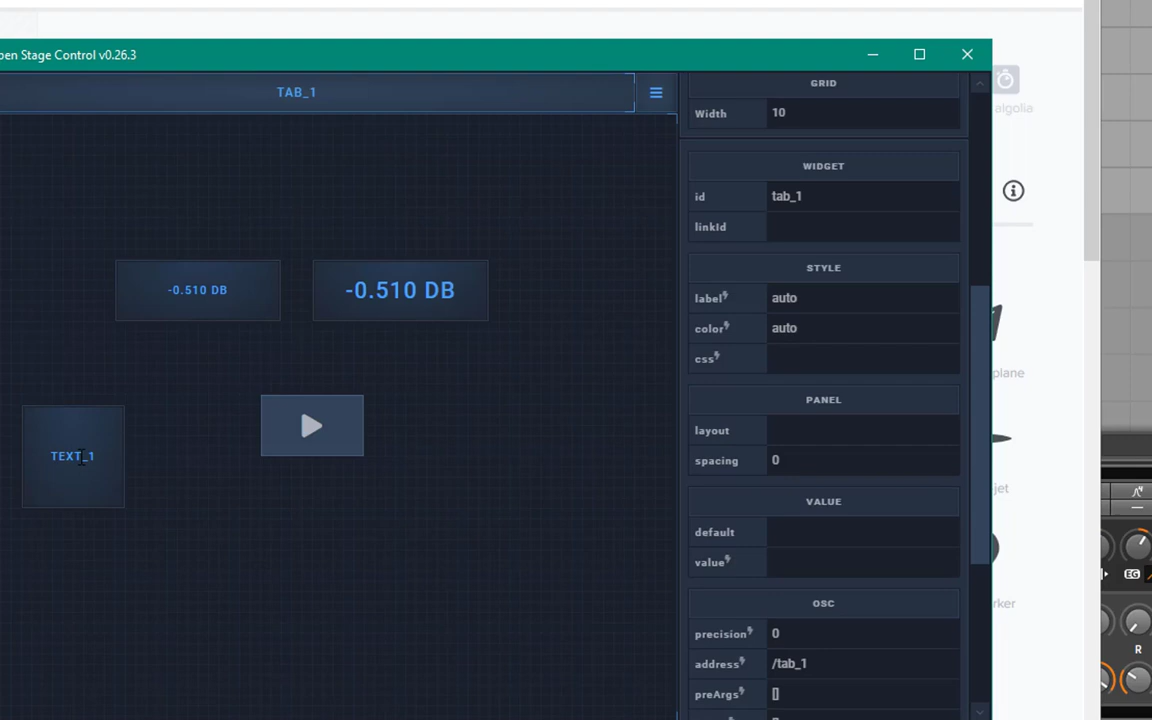 pen Stage Control v0.26.3
TAB_1
GRID
Width 10
algolia
WIDGET
id tab_1
linkId
STYLE
-0.510 DB
-0.510 DB
label auto
color auto
css
plane
PANEL
layout
TEXT_1
spacing 0
jet
VALUE
default
value
EG
OSC
rker
precision 0
R
address /tab_1
preArgs []